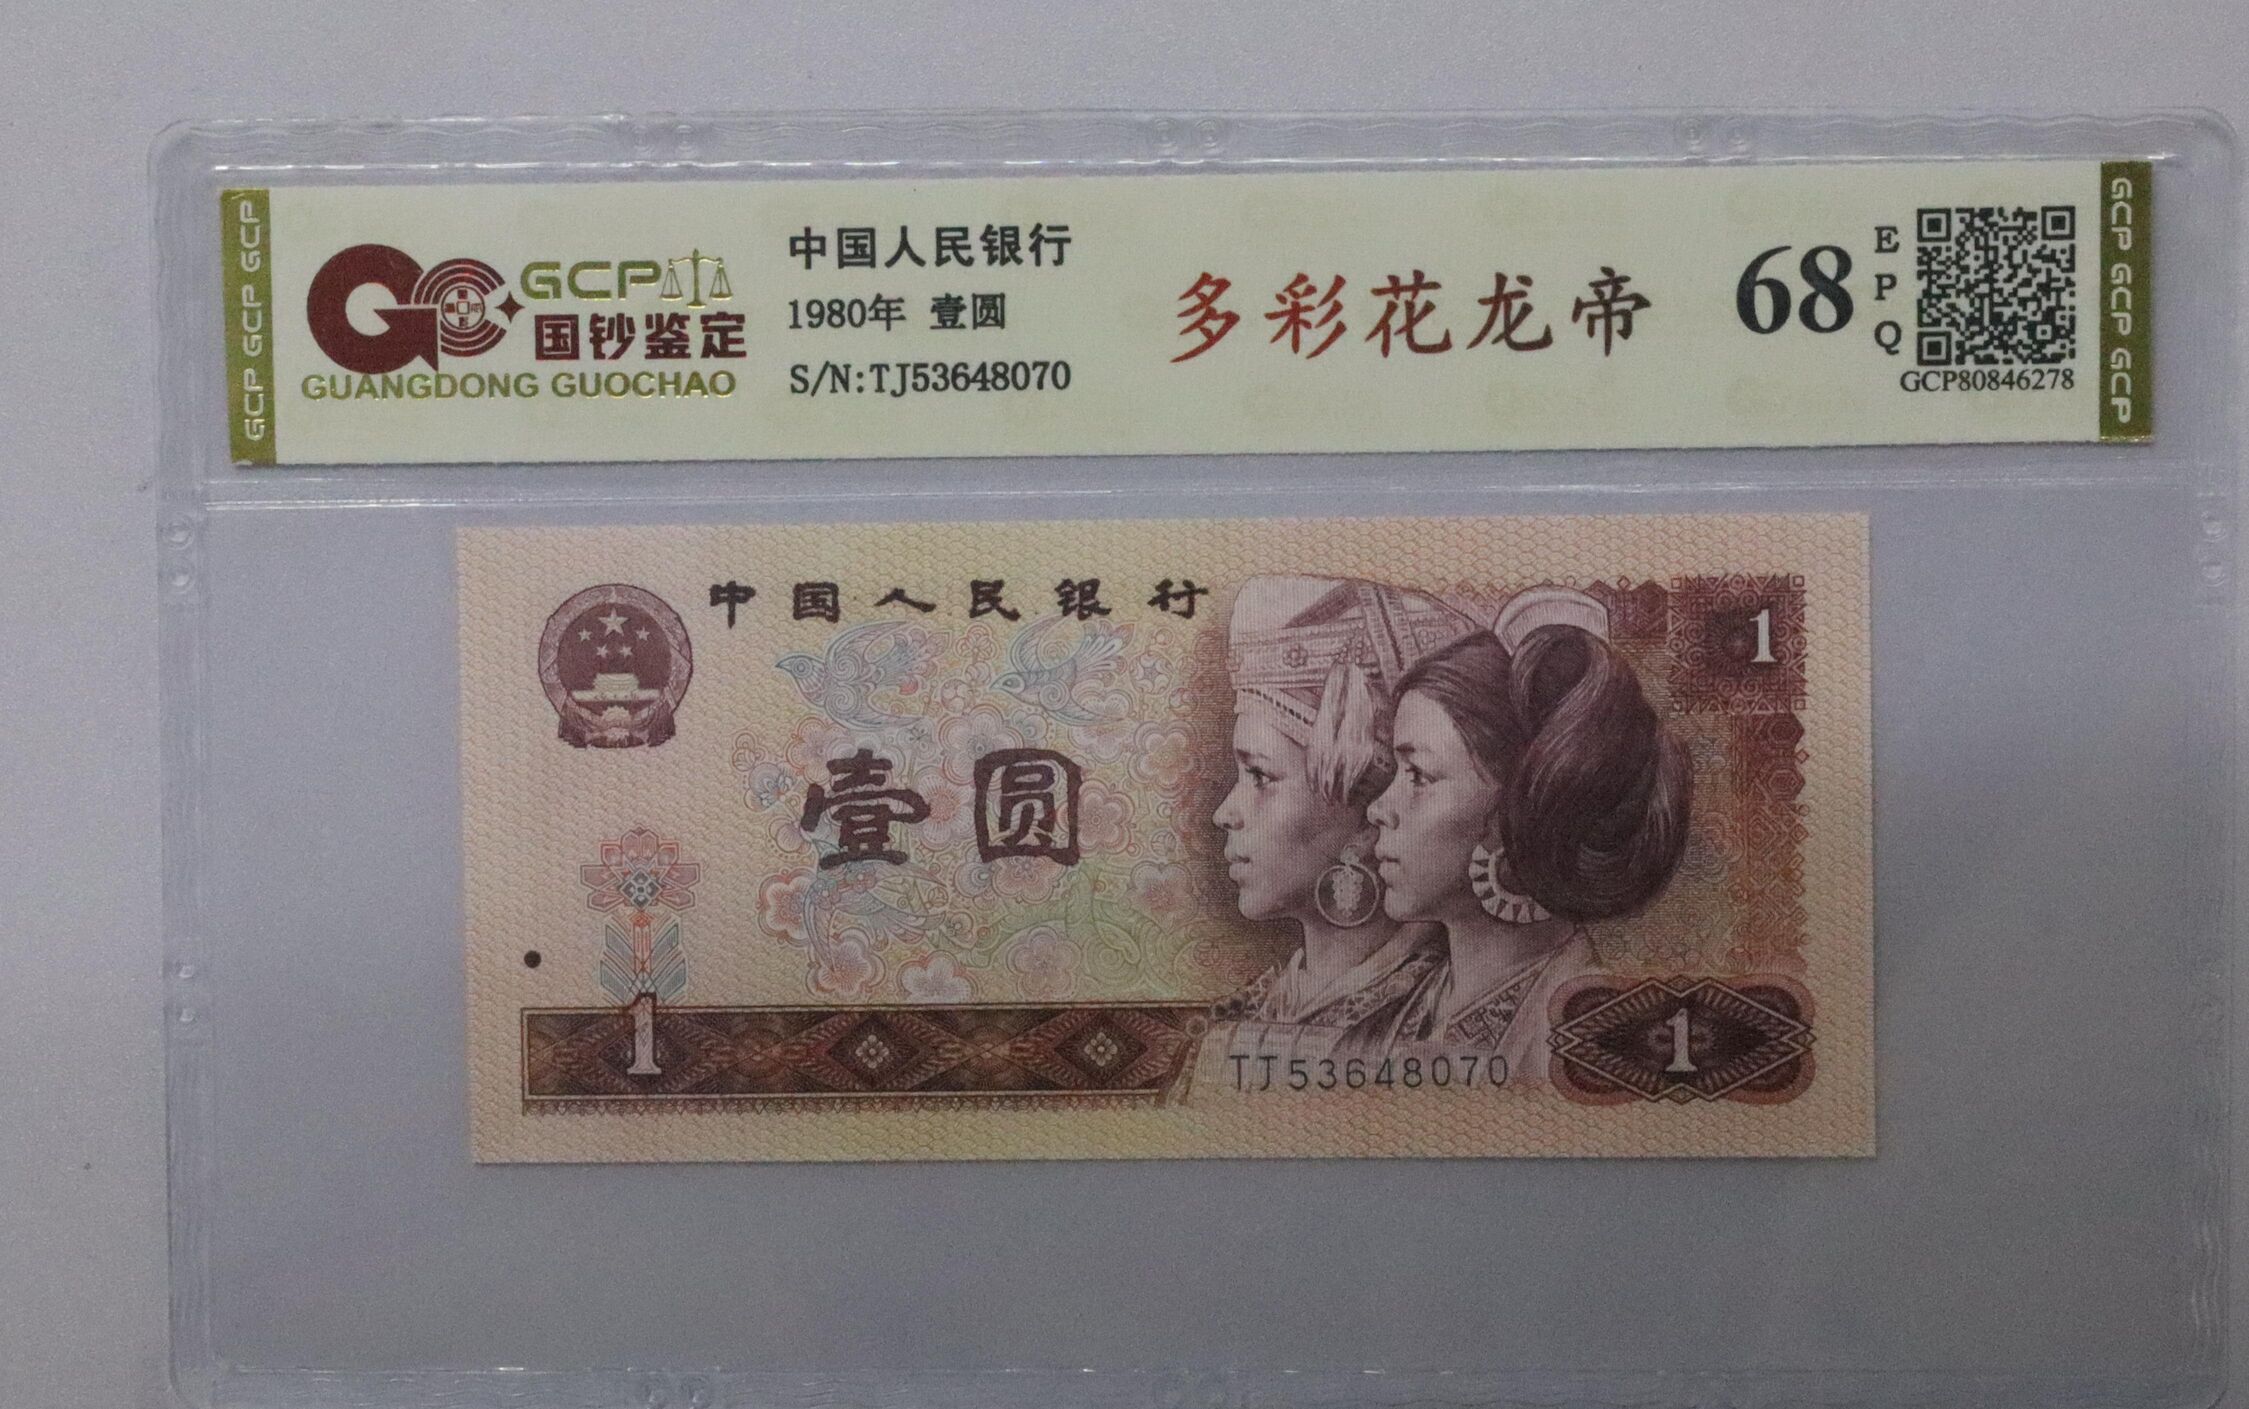 GCP GCP GCP
GCP
国钞鉴定
GUANGDONG GUOCHAO
中国人民银行
1980年 壹圆
S/N:TJ53648070
多彩花龙帝
68
E
P
Q
GCP80846278
GCP GCP GCP
中国人民银行
1
壹圆
1
1
TJ53648070